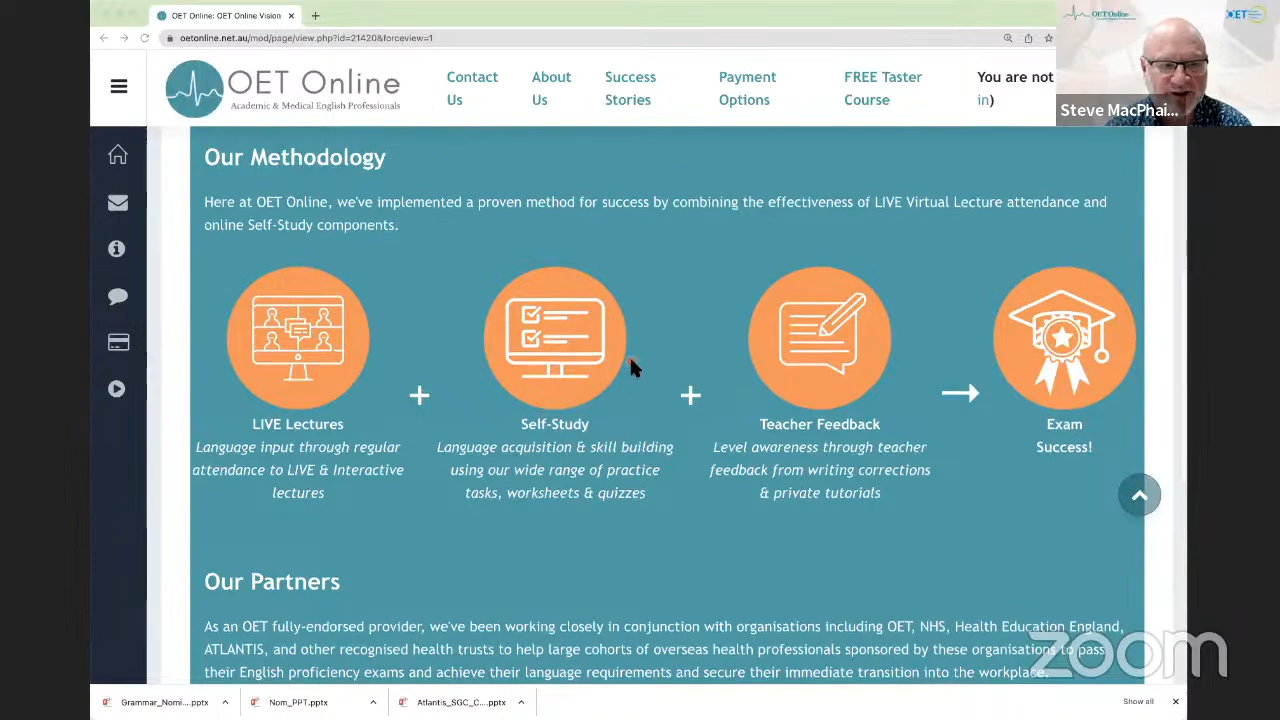 OET Online: OET Online Vision
oetonline.net.au/mod/page/view.php?id=21420&forceview=1
OET Online
Academic & Medical English Professionals
Contact
Us
About
Us
Success
Stories
Payment
Options
FREE Taster
Course
You are not
in)
OET Online
OET
Steve MacPhai...
Our Methodology
Here at OET Online, we've implemented a proven method for success by combining the effectiveness of LIVE Virtual Lecture attendance and
online Self-Study components.
+
+
LIVE Lectures
Language input through regular
attendance to LIVE & Interactive
lectures
Self-Study
Language acquisition & skill building
using our wide range of practice
tasks, worksheets & quizzes
Teacher Feedback
Level awareness through teacher
feedback from writing corrections
& private tutorials
Exam
Success!
Our Partners
As an OET fully-endorsed provider, we've been working closely in conjunction with organisations including OET, NHS, Health Education England,
ATLANTIS, and other recognised health trusts to help large cohorts of overseas health professionals sponsored by these organisations to pass
their English proficiency exams and achieve their language requirements and secure their immediate transition into the workplace.
zoom
Grammar_Nomi....pptx
Nom_PPT.pptx
Atlantis_SGC_C....pptx
Show all